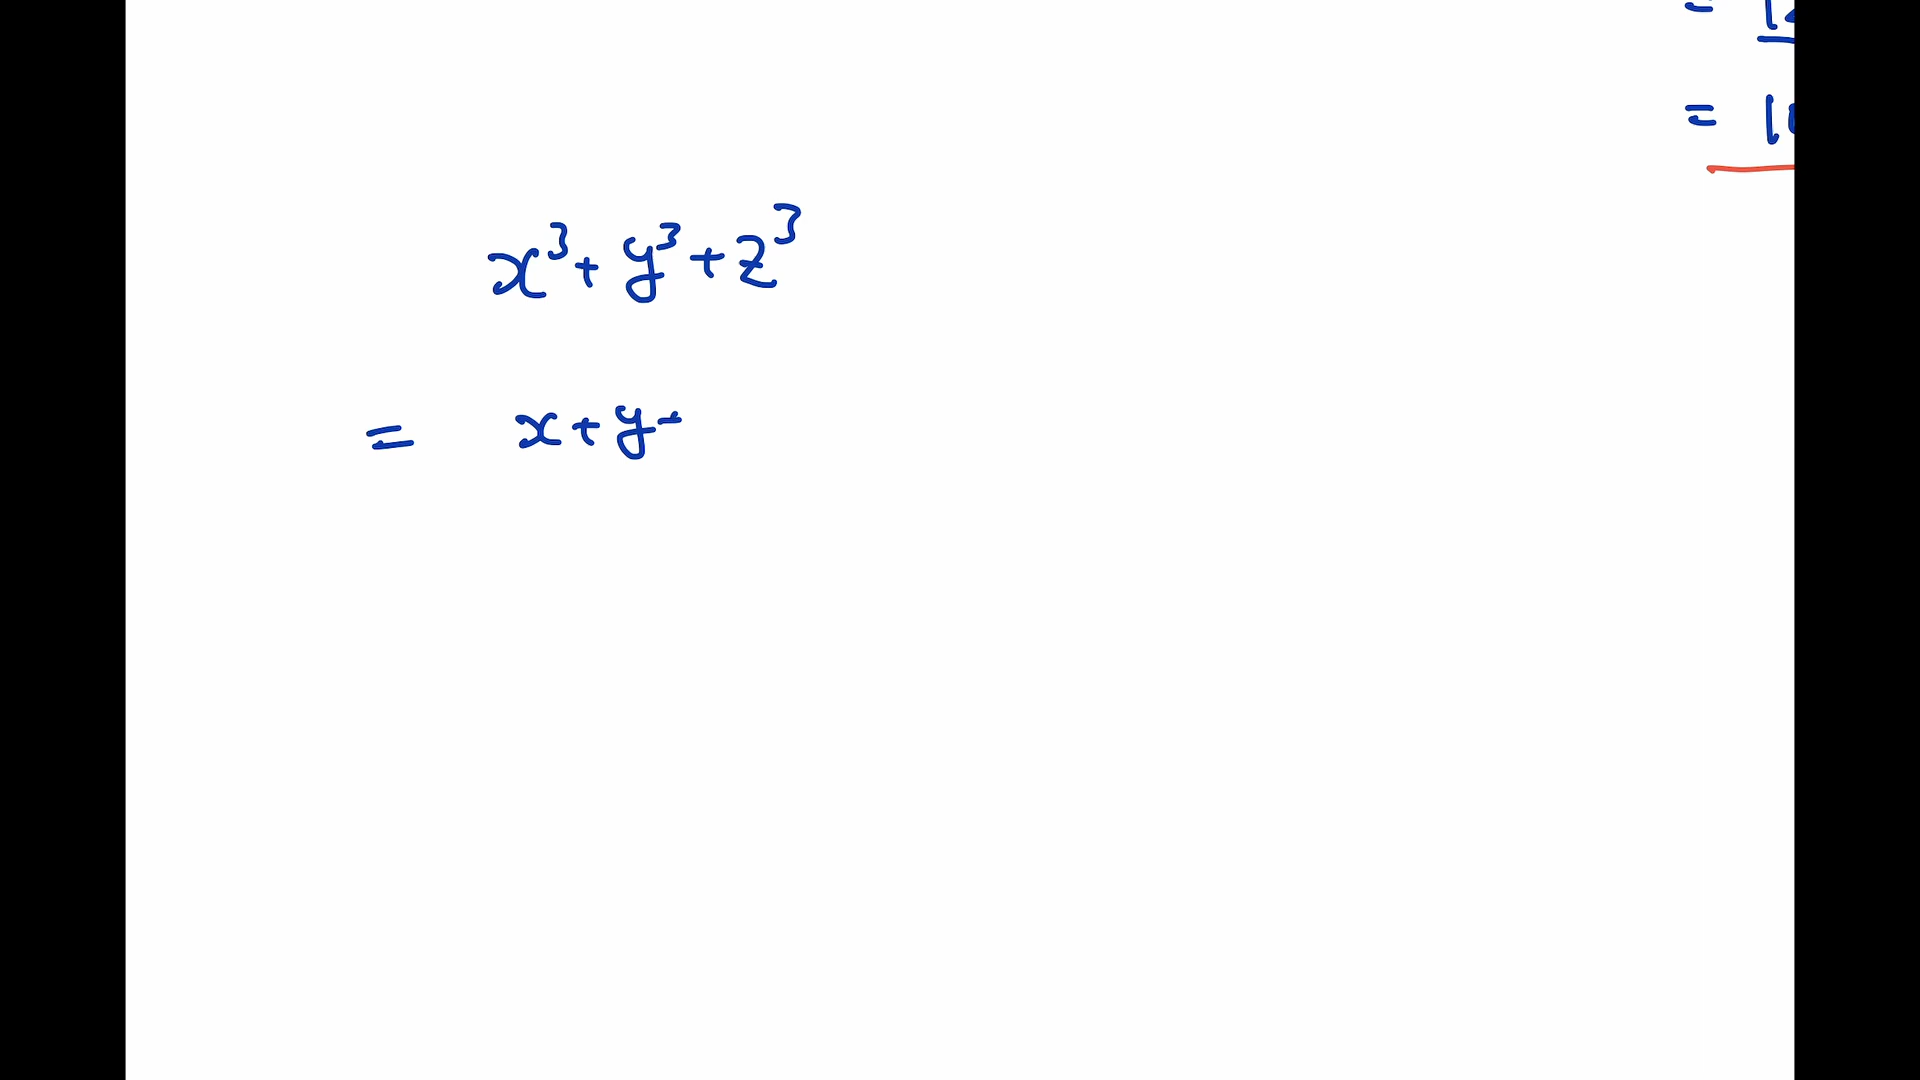 x³ + y³ + z³
= x + y +
=
=